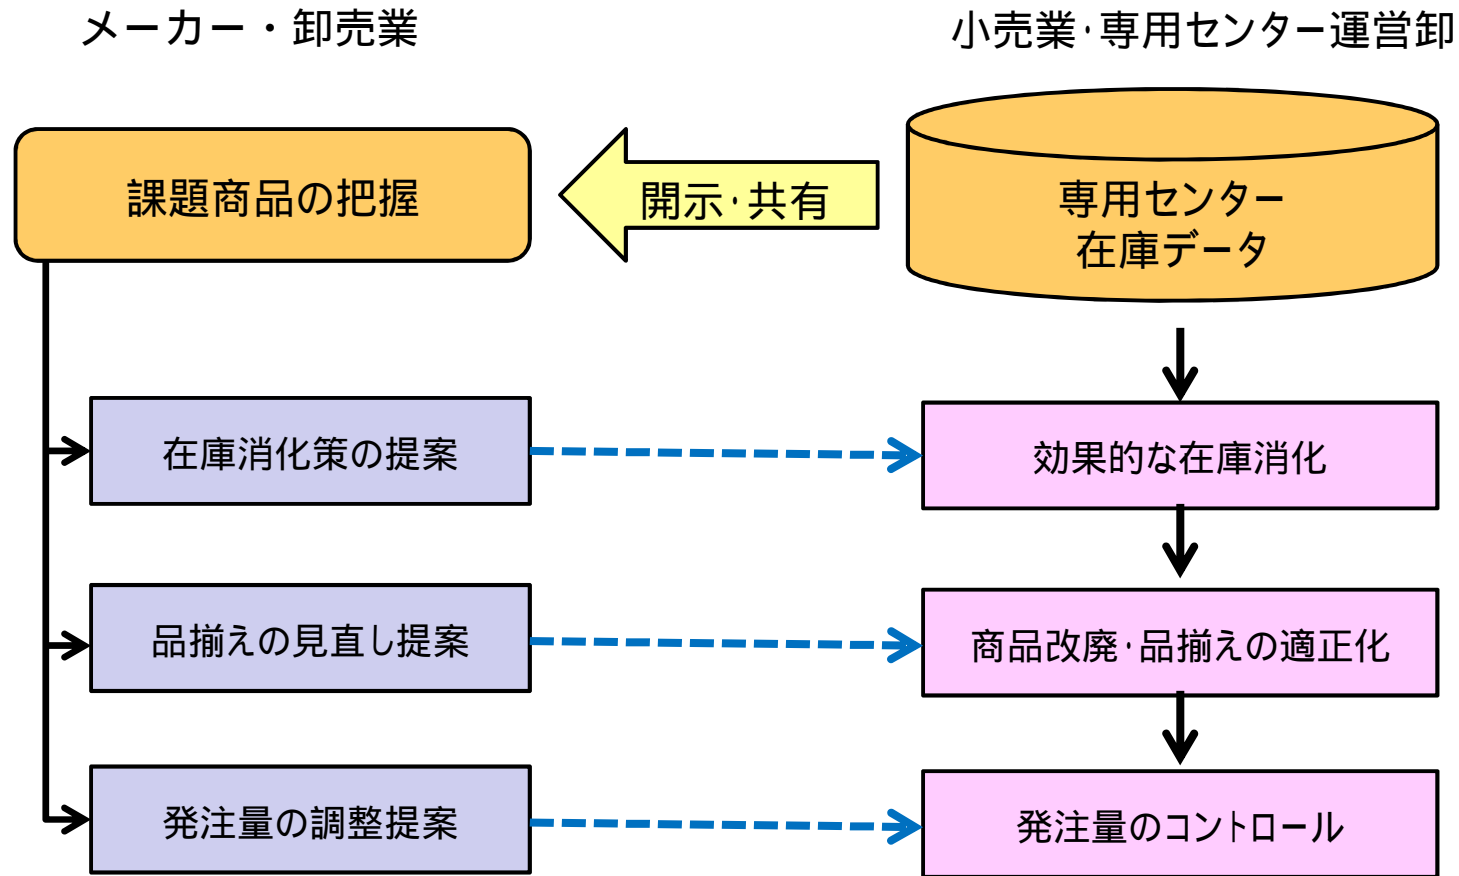 メーカー・卸売業
小売業･専用センター運営卸
課題商品の把握
開示･共有
専用センター
在庫データ
在庫消化策の提案
効果的な在庫消化
品揃えの見直し提案
商品改廃･品揃えの適正化
発注量の調整提案
発注量のコントロール